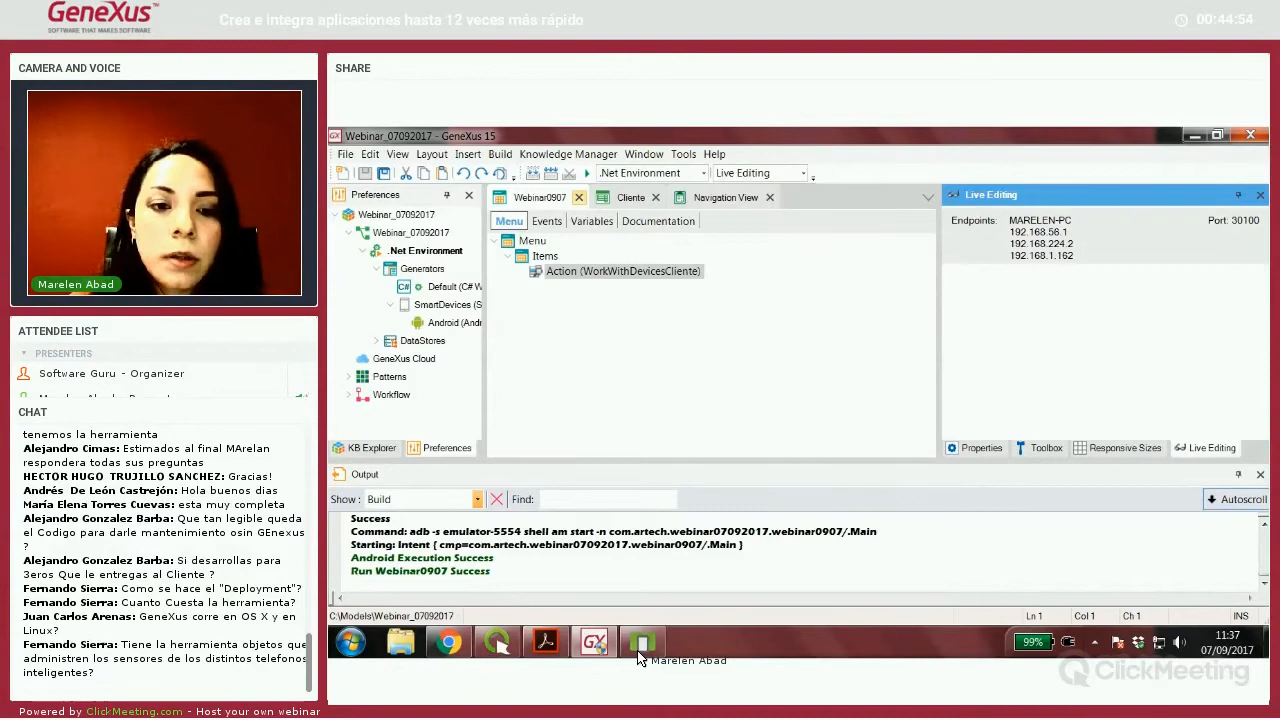 GeneXus™
SOFTWARE THAT MAKES SOFTWARE
Crea e integra aplicaciones hasta 12 veces más rápido
00:44:54
CAMERA AND VOICE
Marelen Abad
ATTENDEE LIST
PRESENTERS
Software Guru - Organizer
CHAT
tenemos la herramienta
Alejandro Cimas: Estimados al final MArelan
respondera todas sus preguntas
HECTOR HUGO TRUJILLO SANCHEZ: Gracias!
Andrés De León Castrejón: Hola buenos dias
María Elena Torres Cuevas: esta muy completa
Alejandro Gonzalez Barba: Que tan legible queda
el Codigo para darle mantenimiento osin GEnexus
?
Alejandro Gonzalez Barba: Si desarrollas para
3eros Que le entregas al Cliente ?
Fernando Sierra: Como se hace el "Deployment"?
Fernando Sierra: Cuanto Cuesta la herramienta?
Juan Carlos Arenas: GeneXus corre en OS X y en
Linux?
Fernando Sierra: Tiene la herramienta objetos que
administren los sensores de los distintos telefonos
inteligentes?
Powered by ClickMeeting.com - Host your own webinar
SHARE
GX Webinar_07092017 - GeneXus 15
File Edit View Layout Insert Build Knowledge Manager Window Tools Help
.Net Environment Live Editing
Preferences
Webinar_07092017
Webinar_07092017
.Net Environment
Generators
C# Default (C# W
SmartDevices (S
Android (Andr
DataStores
GeneXus Cloud
Patterns
Workflow
KB Explorer Preferences
Webinar0907 Cliente Navigation View
Menu Events Variables Documentation
Menu
Items
Action (WorkWithDevicesCliente)
Live Editing
Endpoints: MARELEN-PC Port: 30100
192.168.56.1
192.168.224.2
192.168.1.162
Properties Toolbox Responsive Sizes Live Editing
Output
Show: Build Find: Autoscroll
Success
Command: adb -s emulator-5554 shell am start -n com.artech.webinar07092017.webinar0907/.Main
Starting: Intent { cmp=com.artech.webinar07092017.webinar0907/.Main }
Android Execution Success
Run Webinar0907 Success
C:\Models\Webinar_07092017 Ln 1 Col 1 Ch 1 INS
GX 99% 11:37
07/09/2017
Marelen Abad
ClickMeeting